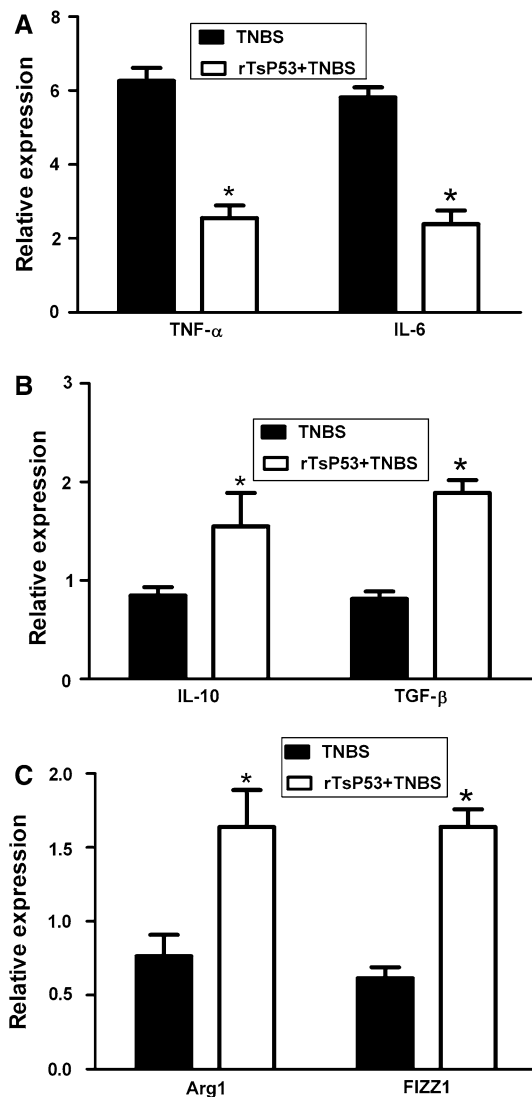 A
Relative expression
8
6
4
2
0
TNBS
rTsP53+TNBS
*
*
TNF-α
IL-6
B
Relative expression
3
2
1
0
TNBS
rTsP53+TNBS
*
*
IL-10
TGF-β
C
Relative expression
2.0
1.5
1.0
0.5
0.0
TNBS
rTsP53+TNBS
*
*
Arg1
FIZZ1